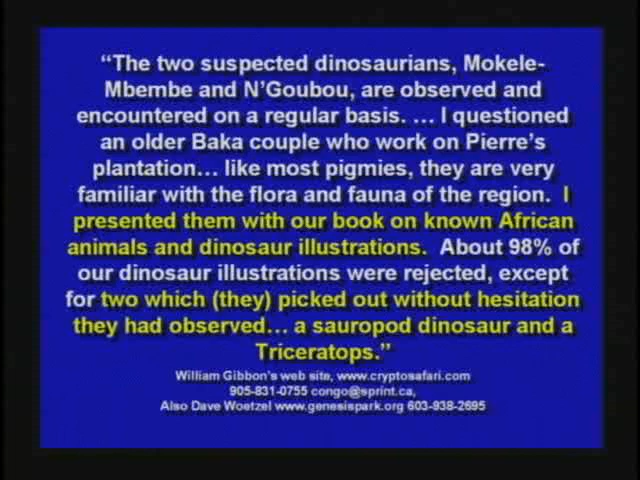 “The two suspected dinosaurians, Mokele-
Mbembe and N’Goubou, are observed and
encountered on a regular basis. … I questioned
an older Baka couple who work on Pierre’s
plantation… like most pigmies, they are very
familiar with the flora and fauna of the region. I
presented them with our book on known African
animals and dinosaur illustrations. About 98% of
our dinosaur illustrations were rejected, except
for two which (they) picked out without hesitation
they had observed… a sauropod dinosaur and a
Triceratops.”
William Gibbon’s web site, www.cryptosafari.com
905-831-0755 congo@sprint.ca,
Also Dave Woetzel www.genesispark.org 603-938-2695